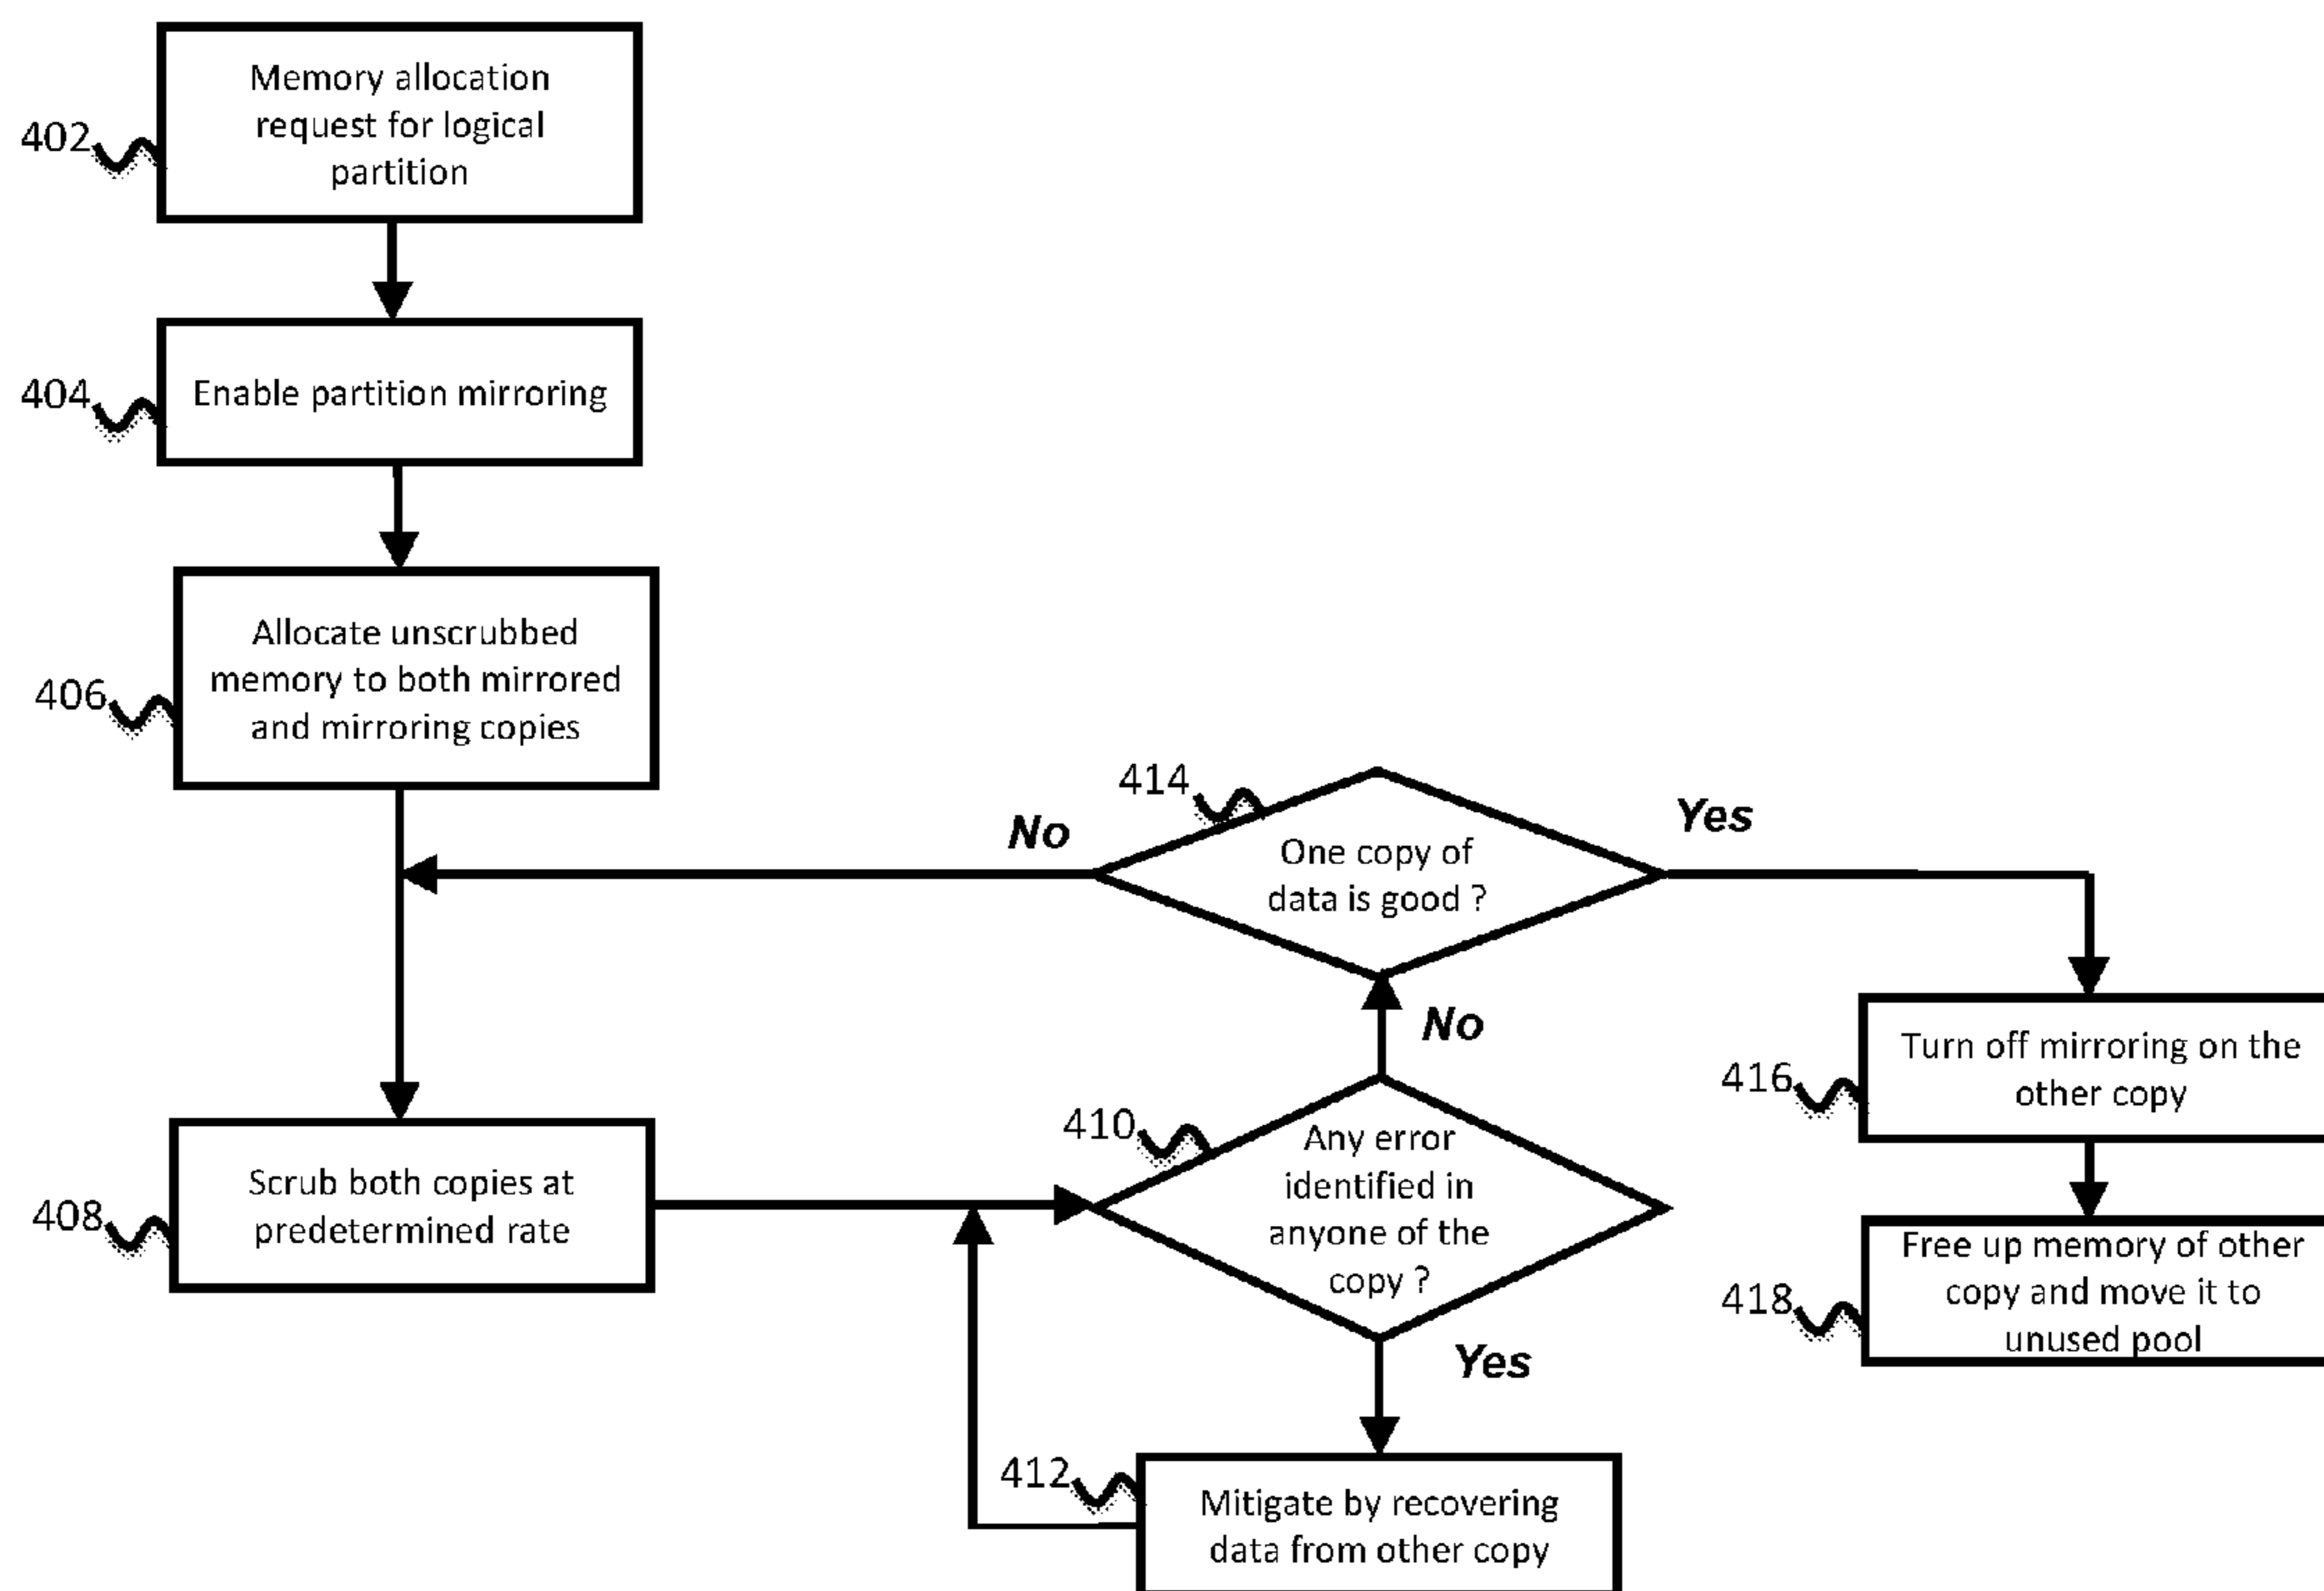 402
Memory allocation
request for logical
partition
404
Enable partition mirroring
406
Allocate unscrubbed
memory to both mirrored
and mirroring copies
408
Scrub both copies at
predetermined rate
410
Any error
identified in
anyone of the
copy ?
No
Yes
412
Mitigate by recovering
data from other copy
414
One copy of
data is good ?
No
Yes
416
Turn off mirroring on the
other copy
418
Free up memory of other
copy and move it to
unused pool